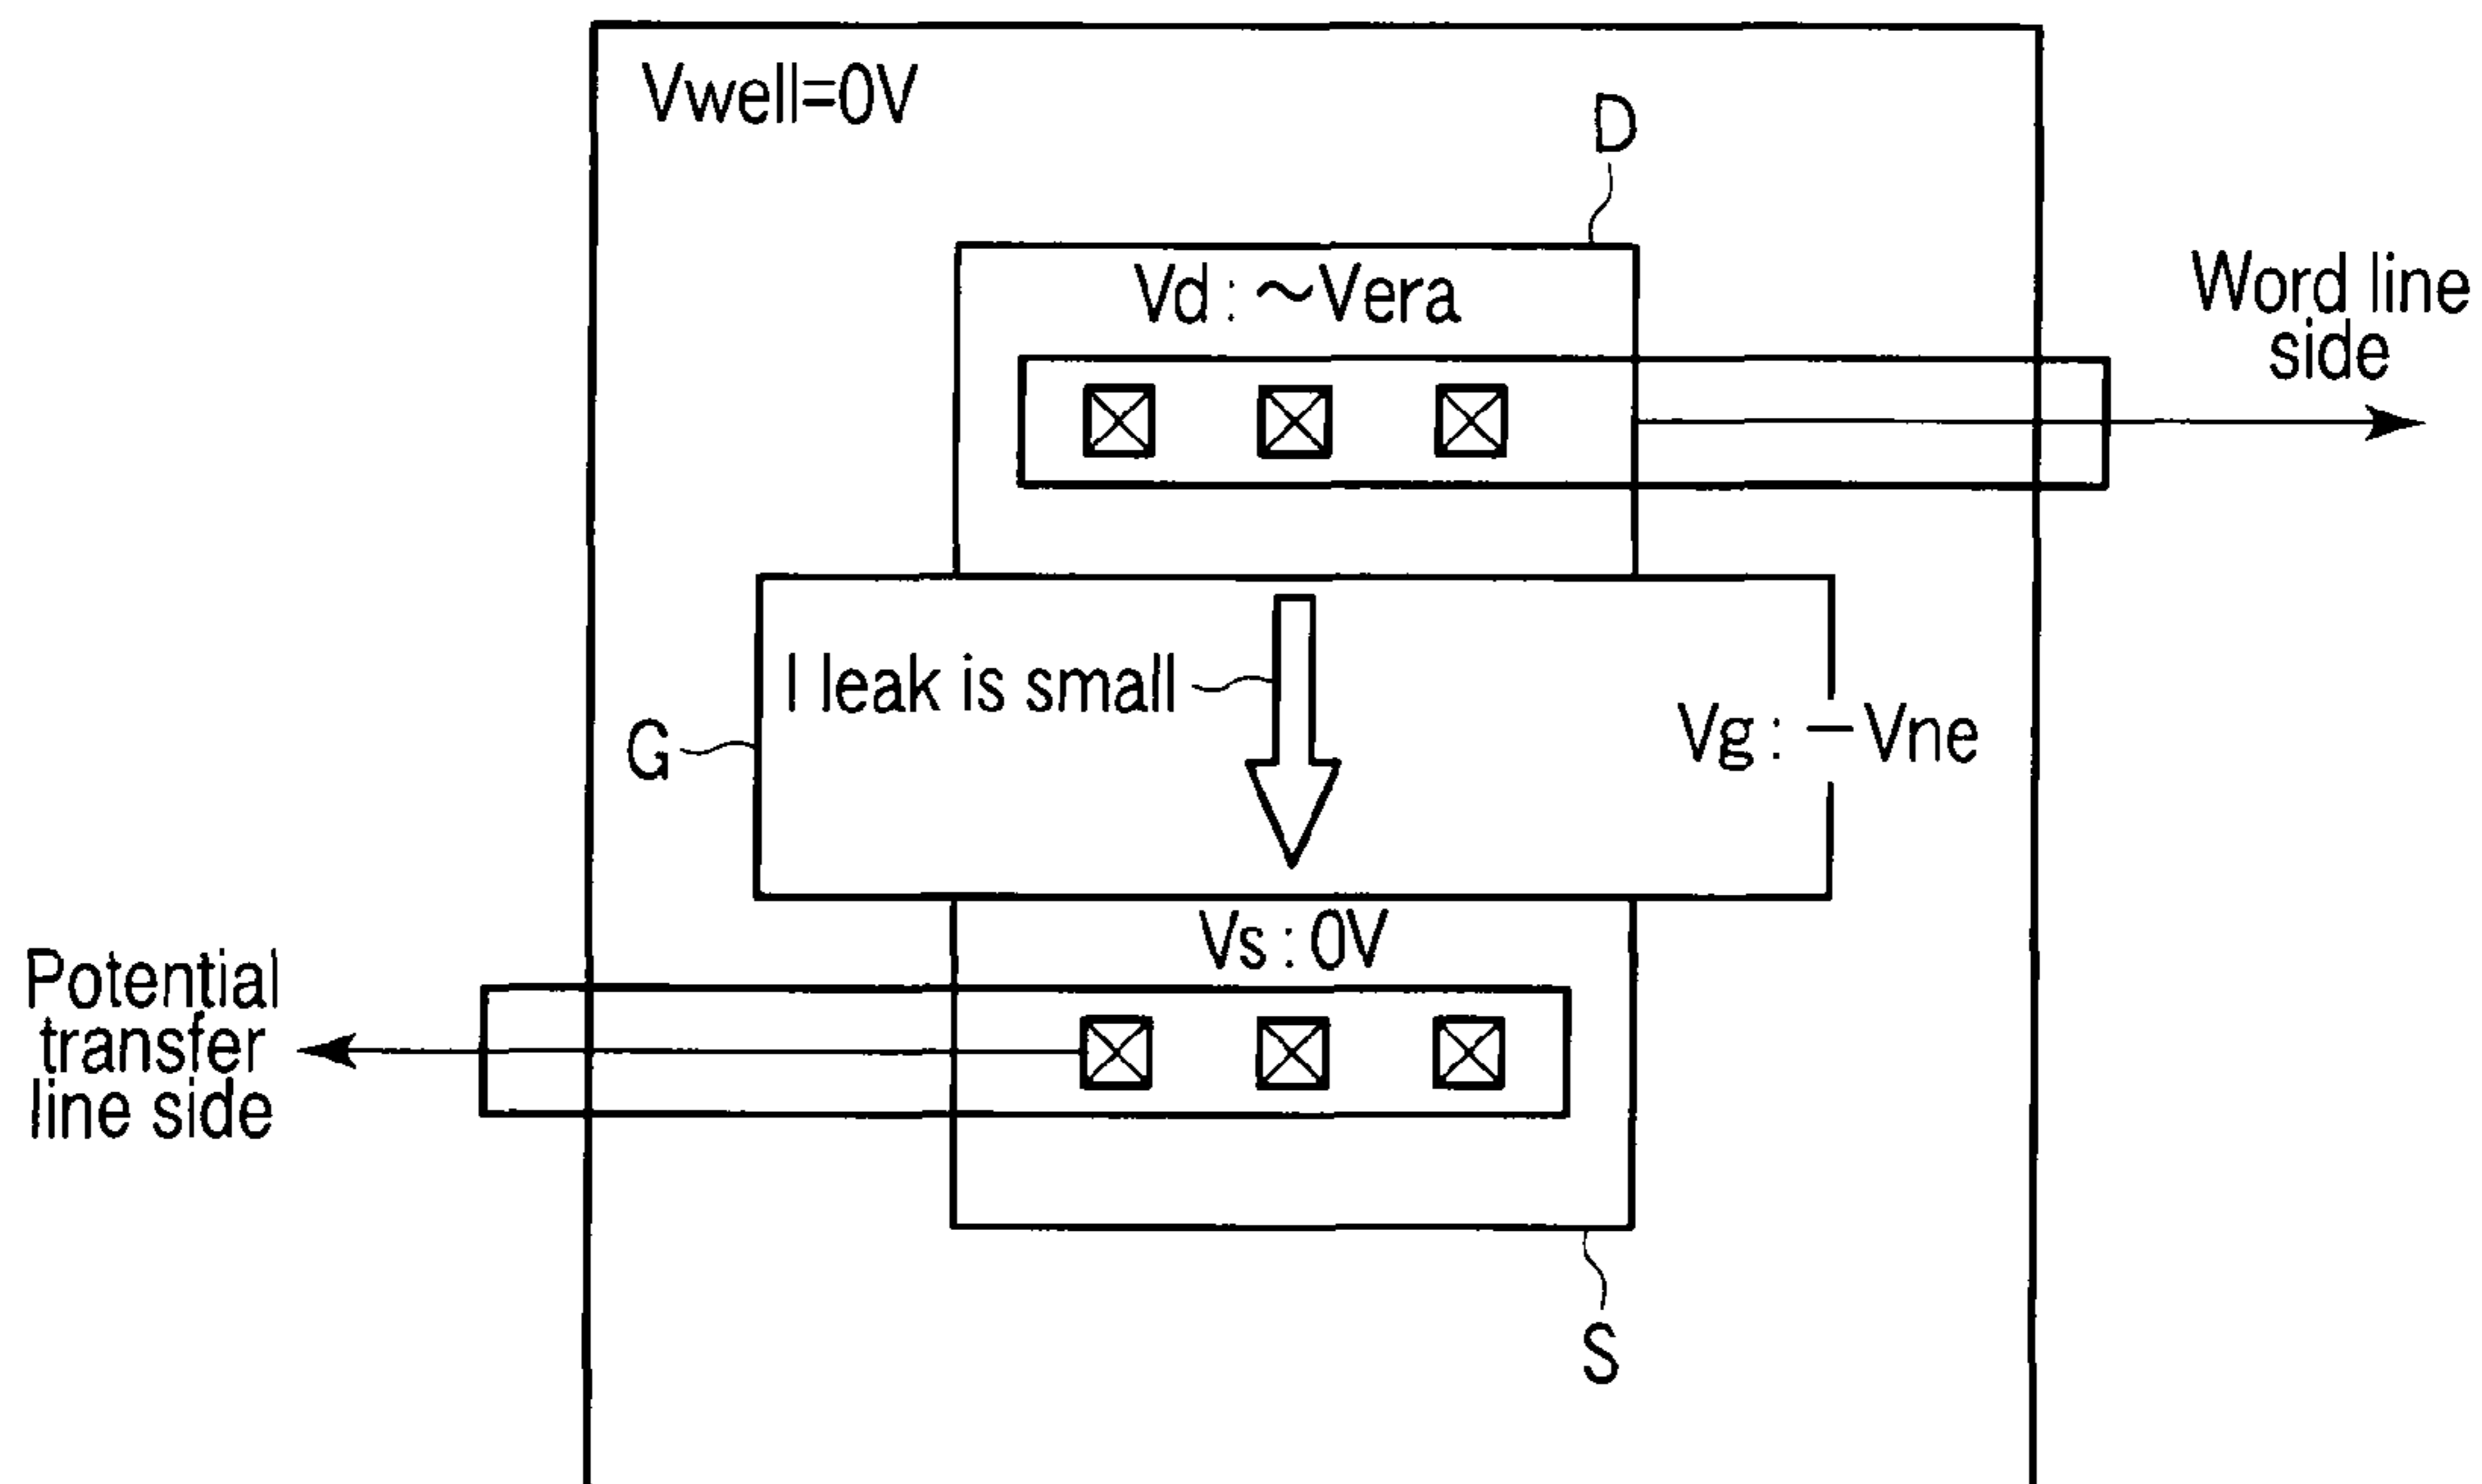 Vwell=0V
D
Vd : ~Vera
Word line
side
I leak is small
G
Vg : −Vne
Vs : 0V
Potential
transfer
line side
S